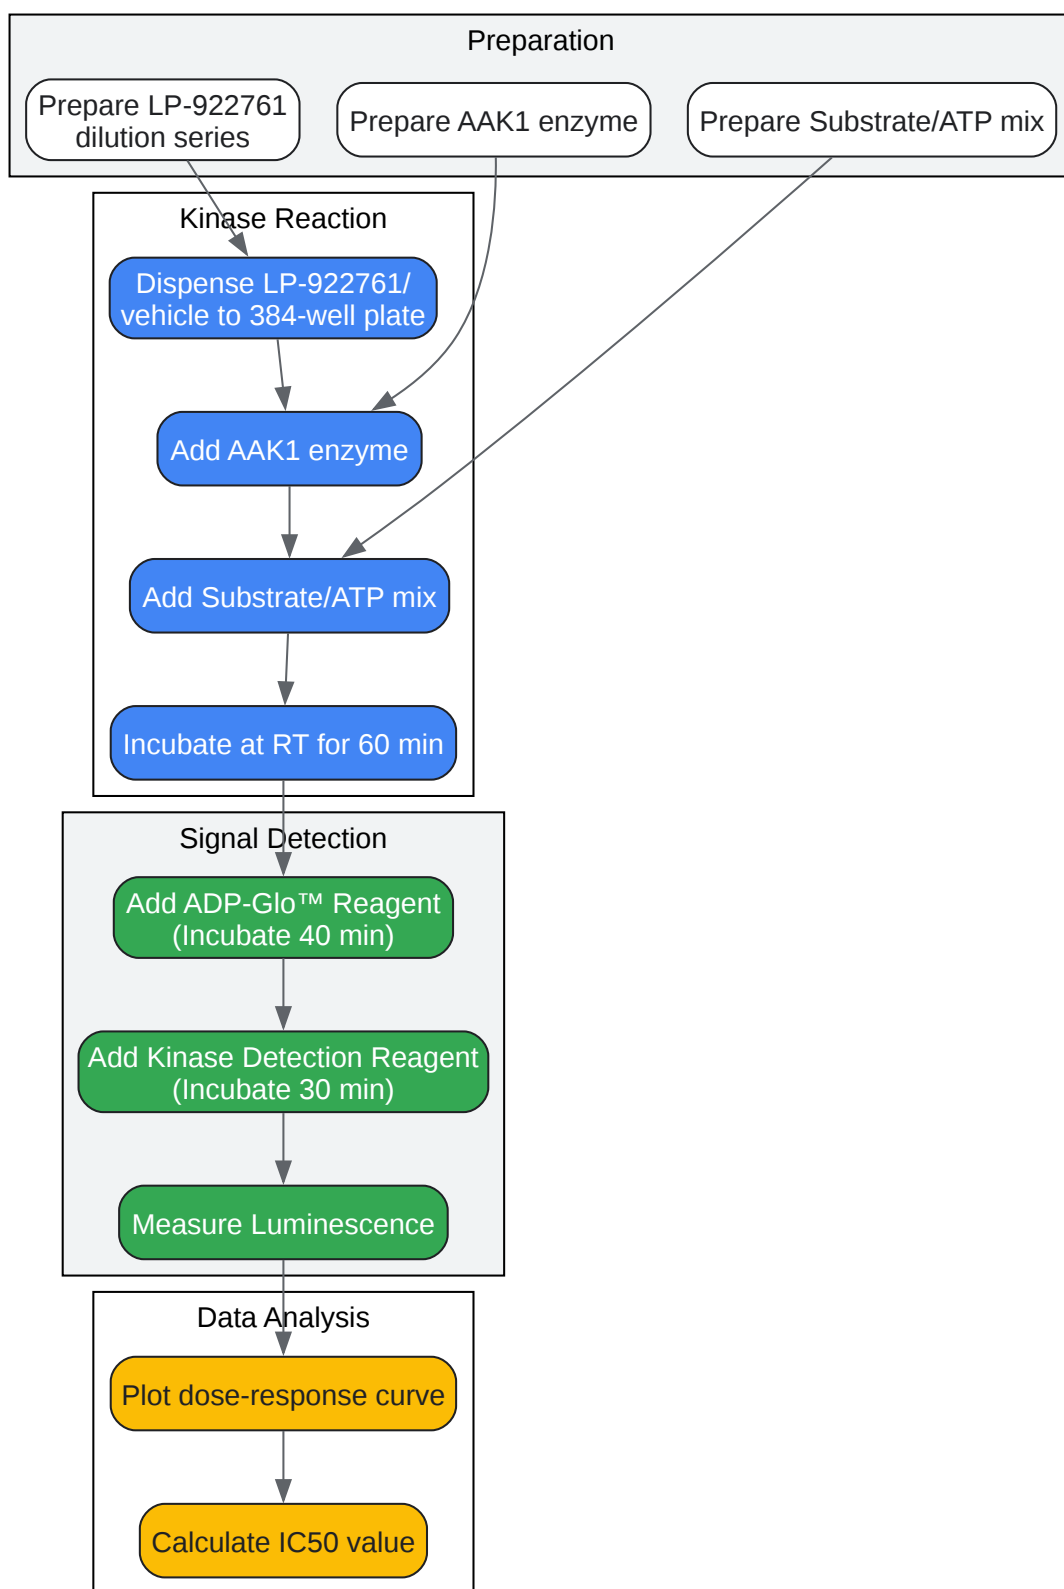 Preparation
Prepare LP-922761
dilution series
Prepare AAK1 enzyme
Prepare Substrate/ATP mix
Kinase Reaction
Dispense LP-922761/
vehicle to 384-well plate
Add AAK1 enzyme
Add Substrate/ATP mix
Incubate at RT for 60 min
Signal Detection
Add ADP-Glo™ Reagent
(Incubate 40 min)
Add Kinase Detection Reagent
(Incubate 30 min)
Measure Luminescence
Data Analysis
Plot dose-response curve
Calculate IC50 value